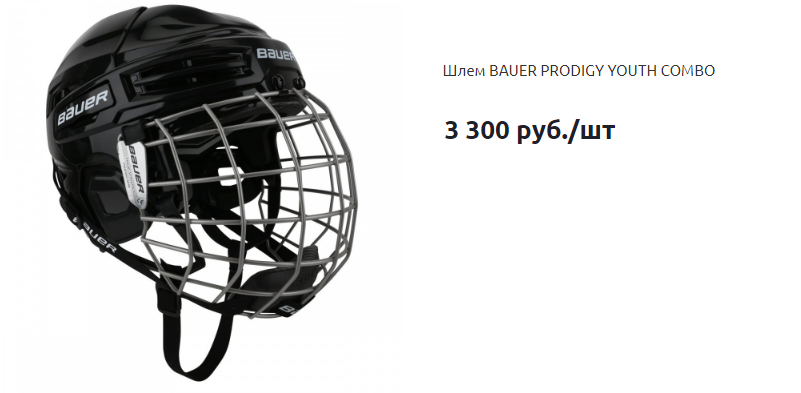 BAUER
BAUER
BAUER
BAUER
Шлем BAUER PRODIGY YOUTH COMBO
3 300 руб./шт